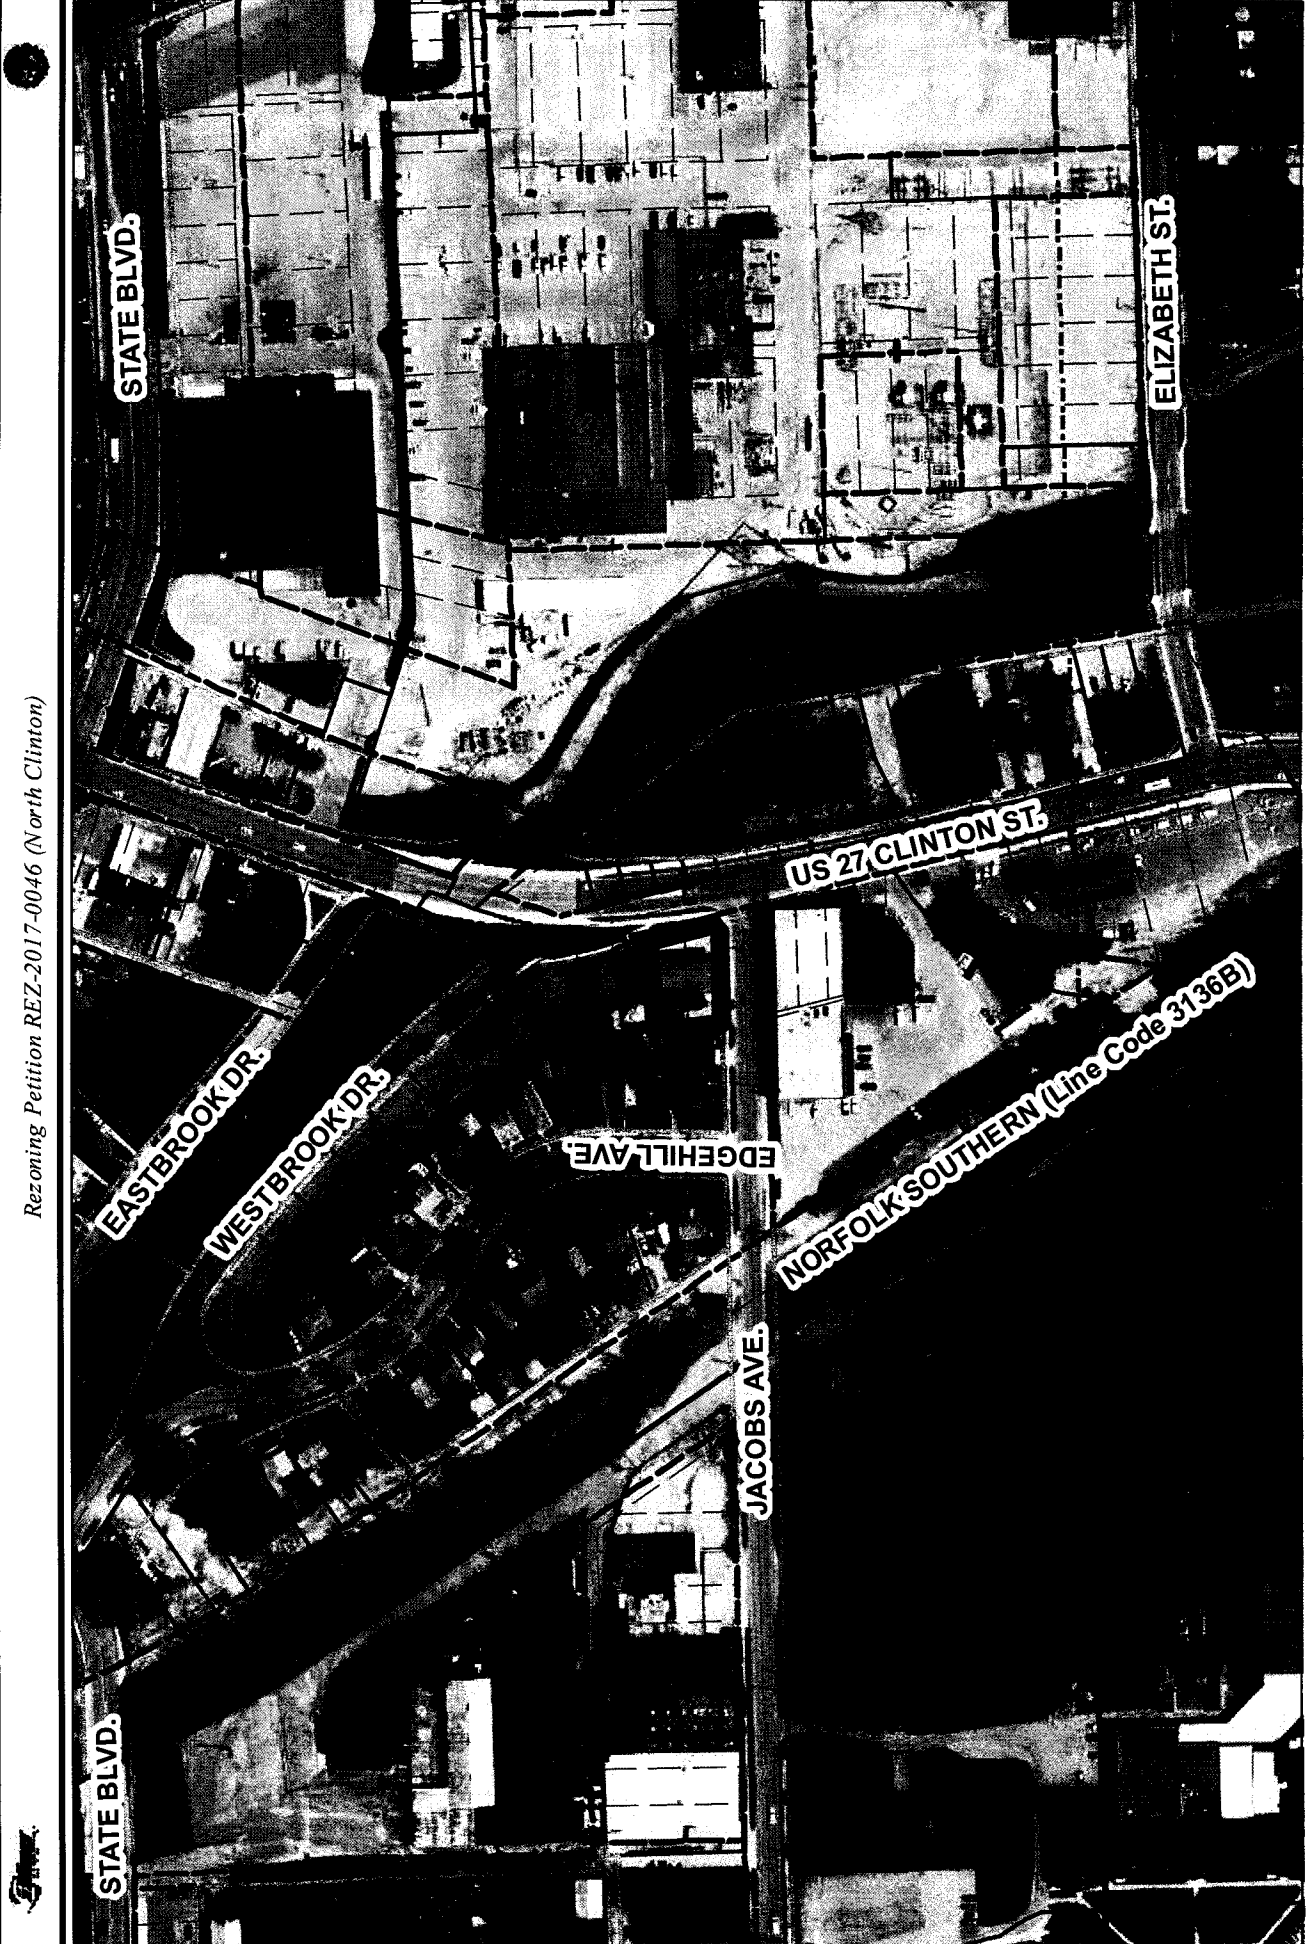 Rezoning Petition REZ-2017-0046 (North Clinton)
STATE BLVD.
STATE BLVD.
EASTBROOK DR.
WESTBROOK DR.
EDGEHILL AVE.
JACOBS AVE.
US 27 CLINTON ST.
NORFOLK SOUTHERN (Line Code 3136B)
ELIZABETH ST.